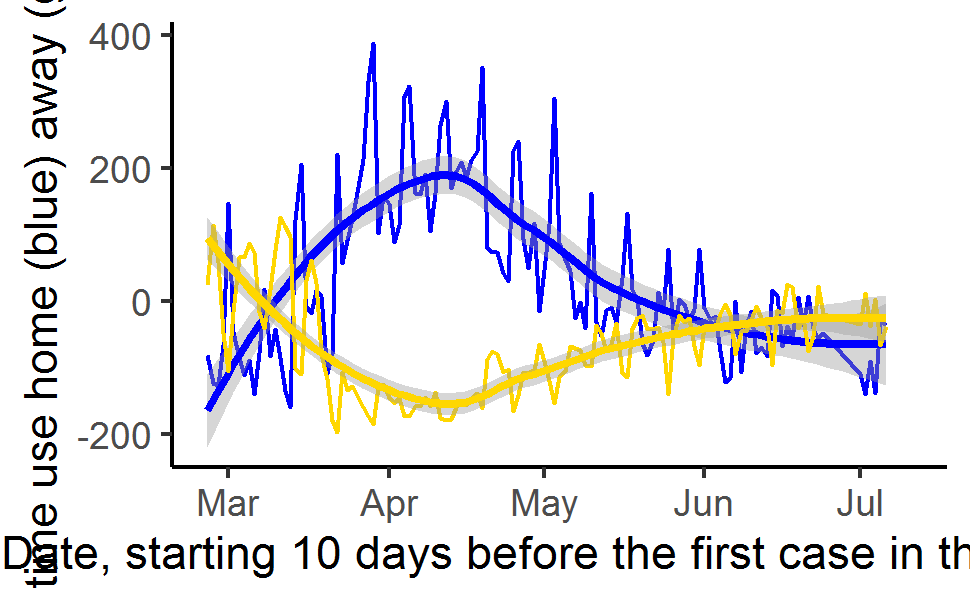 time use home (blue) away (
400
200
0
-200
Mar Apr May Jun Jul
Date, starting 10 days before the first case in th